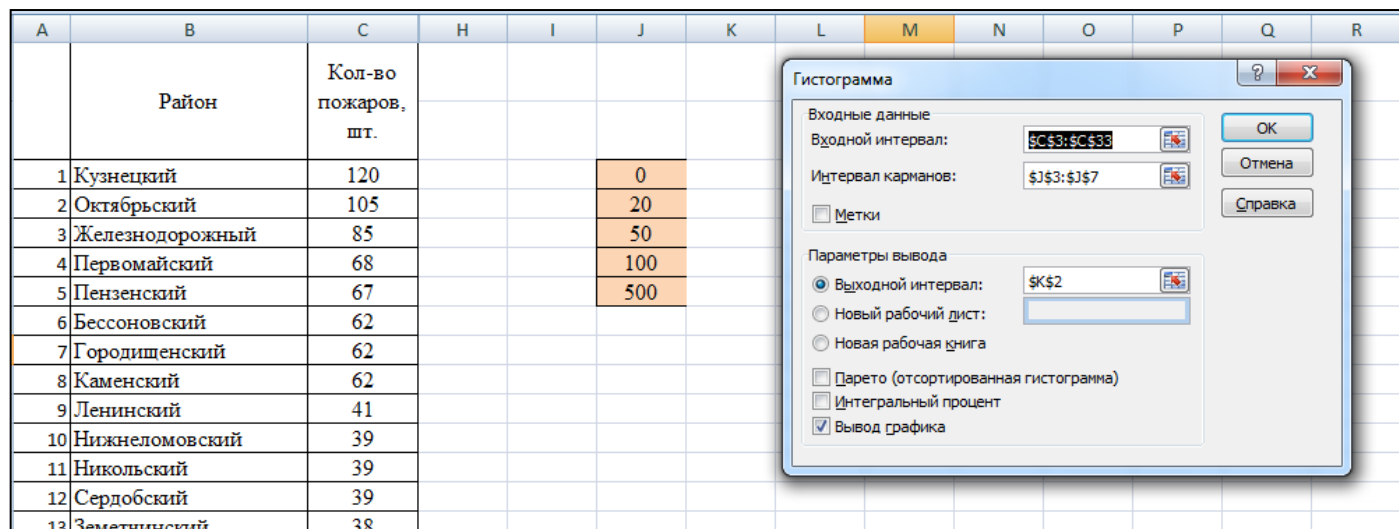 A B C H I J K L M N O P Q R
Район Кол-во пожаров, шт.
1 Кузнецкий 120 0
2 Октябрьский 105 20
3 Железнодорожный 85 50
4 Первомайский 68 100
5 Пензенский 67 500
6 Бессоновский 62
7 Городищенский 62
8 Каменский 62
9 Ленинский 41
10 Нижнеломовский 39
11 Никольский 39
12 Сердобский 39
13 Земетчинский 38
Гистограмма
Входные данные
Входной интервал: $C$3:$C$33
Интервал карманов: $J$3:$J$7
Метки
OK
Отмена
Справка
Параметры вывода
Выходной интервал: $K$2
Новый рабочий лист:
Новая рабочая книга
Парето (отсортированная гистограмма)
Интегральный процент
Вывод графика